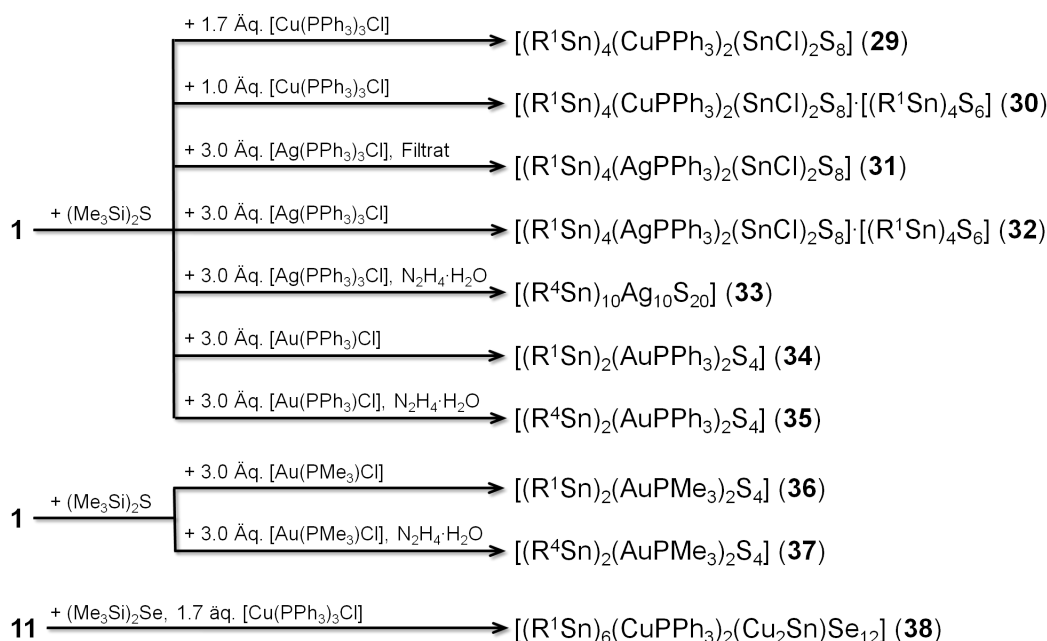 + 1.7 Äq. [Cu(PPh₃)₃Cl]
[(R¹Sn)₄(CuPPh₃)₂(SnCl)₂S₈] (29)
+ 1.0 Äq. [Cu(PPh₃)₃Cl]
[(R¹Sn)₄(CuPPh₃)₂(SnCl)₂S₈]·[(R¹Sn)₄S₆] (30)
+ 3.0 Äq. [Ag(PPh₃)₃Cl], Filtrat
[(R¹Sn)₄(AgPPh₃)₂(SnCl)₂S₈] (31)
1 + (Me₃Si)₂S
+ 3.0 Äq. [Ag(PPh₃)₃Cl]
[(R¹Sn)₄(AgPPh₃)₂(SnCl)₂S₈]·[(R¹Sn)₄S₆] (32)
+ 3.0 Äq. [Ag(PPh₃)₃Cl], N₂H₄·H₂O
[(R⁴Sn)₁₀Ag₁₀S₂₀] (33)
+ 3.0 Äq. [Au(PPh₃)Cl]
[(R¹Sn)₂(AuPPh₃)₂S₄] (34)
+ 3.0 Äq. [Au(PPh₃)Cl], N₂H₄·H₂O
[(R⁴Sn)₂(AuPPh₃)₂S₄] (35)
1 + (Me₃Si)₂S
+ 3.0 Äq. [Au(PMe₃)Cl]
[(R¹Sn)₂(AuPMe₃)₂S₄] (36)
+ 3.0 Äq. [Au(PMe₃)Cl], N₂H₄·H₂O
[(R⁴Sn)₂(AuPMe₃)₂S₄] (37)
11 + (Me₃Si)₂Se, 1.7 äq. [Cu(PPh₃)₃Cl]
[(R¹Sn)₆(CuPPh₃)₂(Cu₂Sn)Se₁₂] (38)